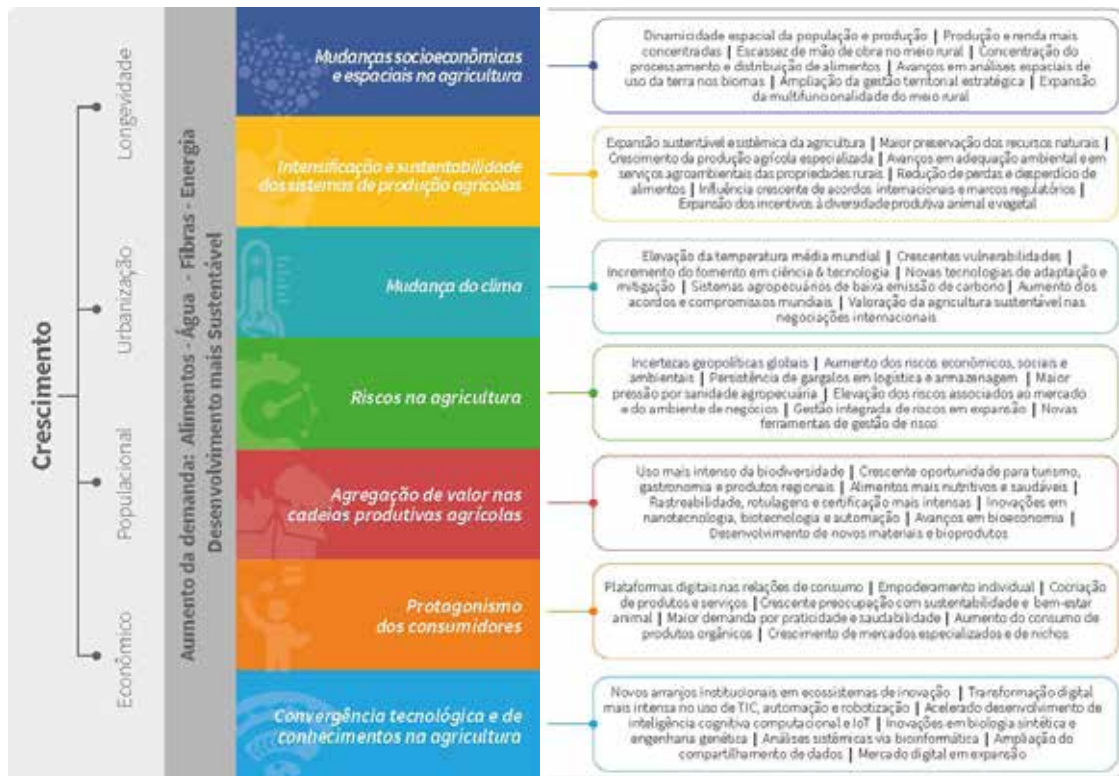 Crescimento
Longevidade
Urbanização
Populacional
Econômico
Aumento da demanda: Alimentos - Água - Fibras - Energia
Desenvolvimento mais Sustentável
Mudanças socioeconômicas
e espaciais na agricultura
Dinamicidade espacial da população e produção | Produção e renda mais
concentradas | Escassez de mão de obra no meio rural | Concentração do
processamento e distribuição de alimentos | Avanços em análises espaciais de
uso da terra nos biomas | Ampliação da gestão territorial estratégica | Expansão
da multifuncionalidade do meio rural
Intensificação e sustentabilidade
dos sistemas de produção agrícolas
Expansão sustentável e sistêmica da agricultura | Maior preservação dos recursos naturais |
Crescimento da produção agrícola especializada | Avanços em adequação ambiental e em
serviços agroambientais das propriedades rurais | Redução de perdas e desperdício de
alimentos | Influência crescente de acordos internacionais e marcos regulatórios |
Expansão dos incentivos à diversidade produtiva animal e vegetal
Mudança do clima
Elevação da temperatura média mundial | Crescentes vulnerabilidades |
Incremento do fomento em ciência & tecnologia | Novas tecnologias de adaptação e
mitigação | Sistemas agropecuários de baixa emissão de carbono | Aumento dos
acordos e compromissos mundiais | Valoração da agricultura sustentável nas
negociações internacionais
Riscos na agricultura
Incertezas geopolíticas globais | Aumento dos riscos econômicos, sociais e
ambientais | Persistência de gargalos em logística e armazenagem | Maior
pressão por sanidade agropecuária | Elevação dos riscos associados ao mercado
e do ambiente de negócios | Gestão integrada de riscos em expansão | Novas
ferramentas de gestão de risco
Agregação de valor nas
cadeias produtivas agrícolas
Uso mais intenso da biodiversidade | Crescente oportunidade para turismo,
gastronomia e produtos regionais | Alimentos mais nutritivos e saudáveis |
Rastreabilidade, rotulagens e certificação mais intensas | Inovações em
nanotecnologia, biotecnologia e automação | Avanços em bioeconomia |
Desenvolvimento de novos materiais e bioprodutos
Protagonismo
dos consumidores
Plataformas digitais nas relações de consumo | Empoderamento individual | Cocriação
de produtos e serviços | Crescente preocupação com sustentabilidade e bem-estar
animal | Maior demanda por praticidade e saudabilidade | Aumento do consumo de
produtos orgânicos | Crescimento de mercados especializados e de nichos
Convergência tecnológica e de
conhecimentos na agricultura
Novos arranjos institucionais em ecossistemas de inovação | Transformação digital
mais intensa no uso de TIC, automação e robotização | Acelerado desenvolvimento de
inteligência cognitiva computacional e IoT | Inovações em biologia sintética e
engenharia genética | Análises sistêmicas via bioinformática | Ampliação do
compartilhamento de dados | Mercado digital em expansão